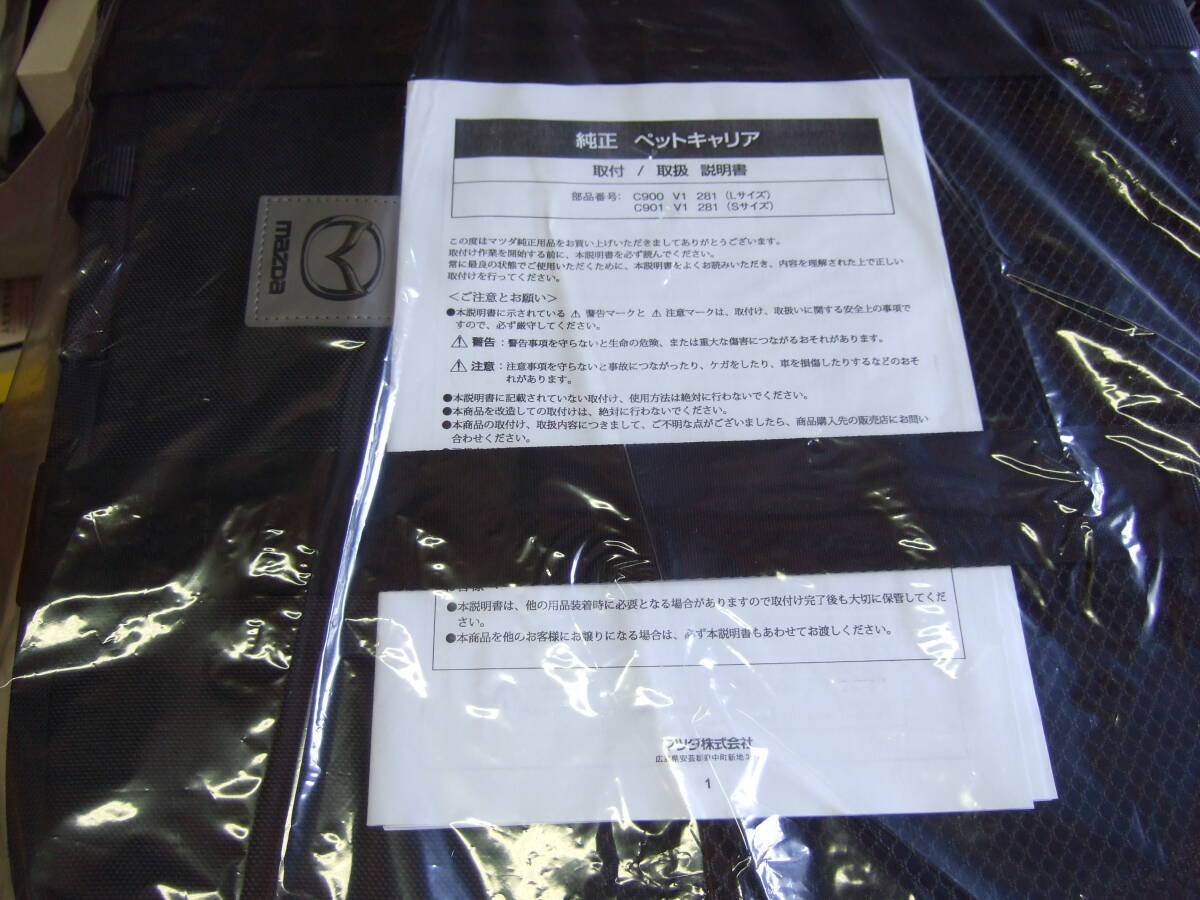 純正 ペットキャリア
取付 / 取扱 説明書
部品番号: C900 V1 281 (Lサイズ)
C901 V1 281 (Sサイズ)
mazda
この度はマツダ純正用品をお買い上げいただきましてありがとうございます。
取付け作業を開始する前に、本説明書を必ず読んでください。
常に最良の状態でご使用いただくために、本説明書をよくお読みいただき、内容を理解された上で正しい
取付けを行ってください。
＜ご注意とお願い＞
●本説明書に示されている ⚠ 警告マークと ⚠ 注意マークは、取付け、取扱いに関する安全上の事項で
すので、必ず厳守してください。
⚠ 警告：警告事項を守らないと生命の危険、または重大な傷害につながるおそれがあります。
⚠ 注意：注意事項を守らないと事故につながったり、ケガをしたり、車を損傷したりするなどのおそ
れがあります。
●本説明書に記載されていない取付け、使用方法は絶対に行わないでください。
●本商品を改造しての取付けは、絶対に行わないでください。
●本商品の取付け、取扱内容につきまして、ご不明な点がございましたら、商品購入先の販売店にお問い
合わせください。
●本説明書は、他の用品装着時に必要となる場合がありますので取付け完了後も大切に保管してくだ
さい。
●本商品を他のお客様にお譲りになる場合は、必ず本説明書もあわせてお渡しください。
マツダ株式会社
広島県安芸郡府中町新地
1